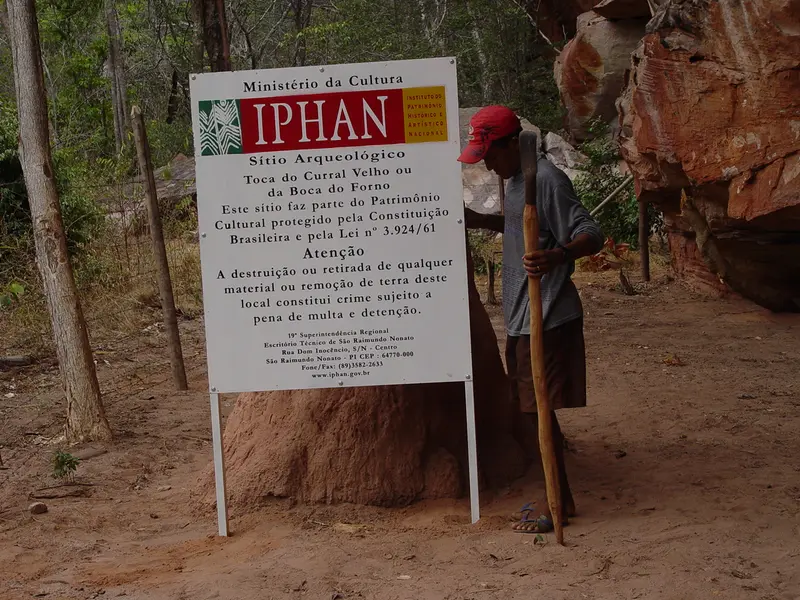 Ministério da Cultura
IPHAN
INSTITUTO DO
PATRIMÔNIO
HISTÓRICO E
ARTÍSTICO
NACIONAL
Sítio Arqueológico
Toca do Curral Velho ou
da Boca do Forno
Este sítio faz parte do Patrimônio
Cultural protegido pela Constituição
Brasileira e pela Lei nº 3.924/61
Atenção
A destruição ou retirada de qualquer
material ou remoção de terra deste
local constitui crime sujeito a
pena de multa e detenção.
19ª Superintendência Regional
Escritório Técnico de São Raimundo Nonato
Rua Dom Inocêncio, S/N - Centro
São Raimundo Nonato - PI CEP : 64770-000
Fone/Fax: (89)3582-2633
www.iphan.gov.br